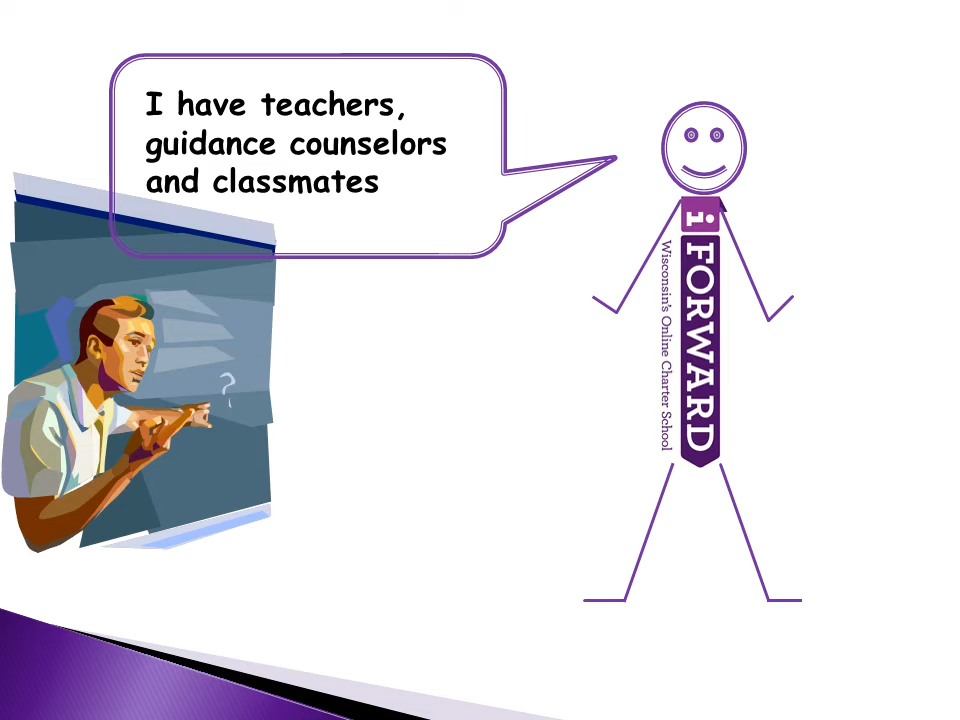 I have teachers,
guidance counselors
and classmates
i FORWARD
Wisconsin's Online Charter School
?